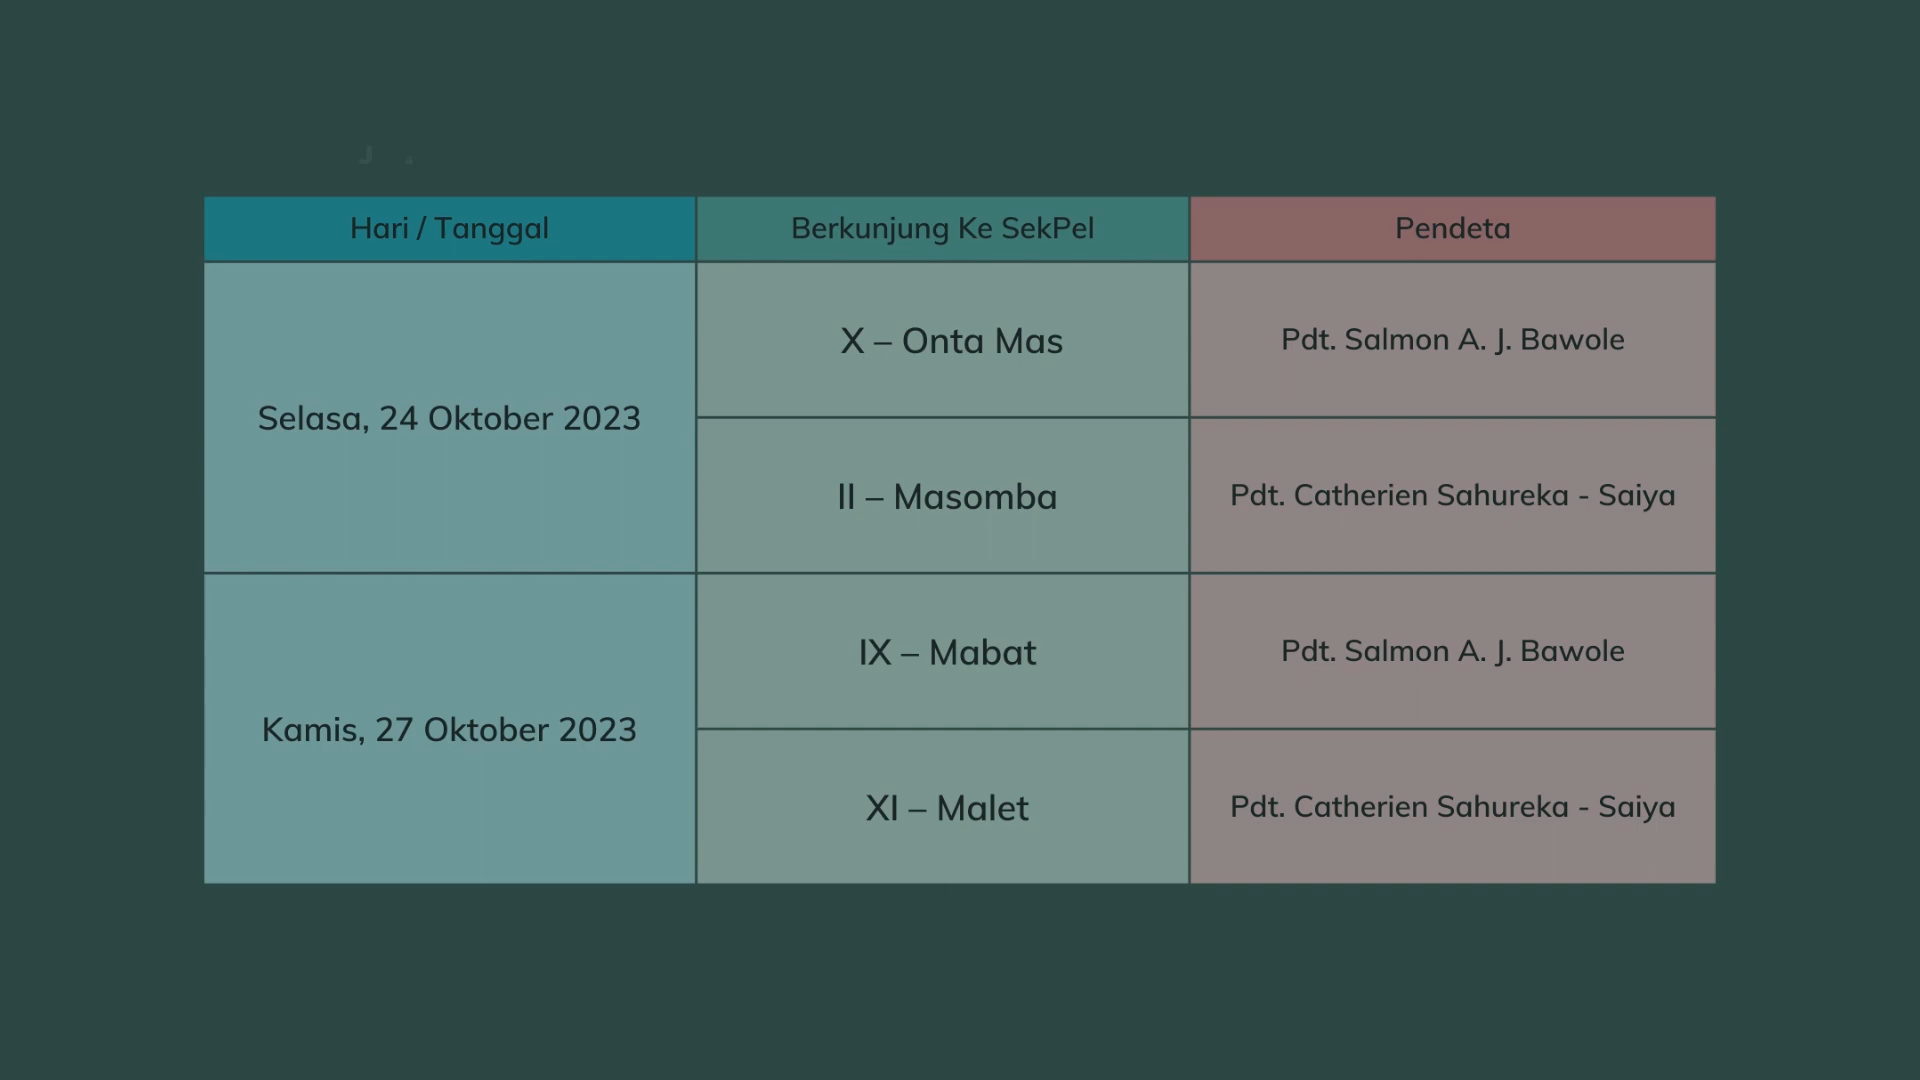 Hari / Tanggal
Berkunjung Ke SekPel
Pendeta
Selasa, 24 Oktober 2023
X – Onta Mas
Pdt. Salmon A. J. Bawole
II – Masomba
Pdt. Catherien Sahureka - Saiya
Kamis, 27 Oktober 2023
IX – Mabat
Pdt. Salmon A. J. Bawole
XI – Malet
Pdt. Catherien Sahureka - Saiya